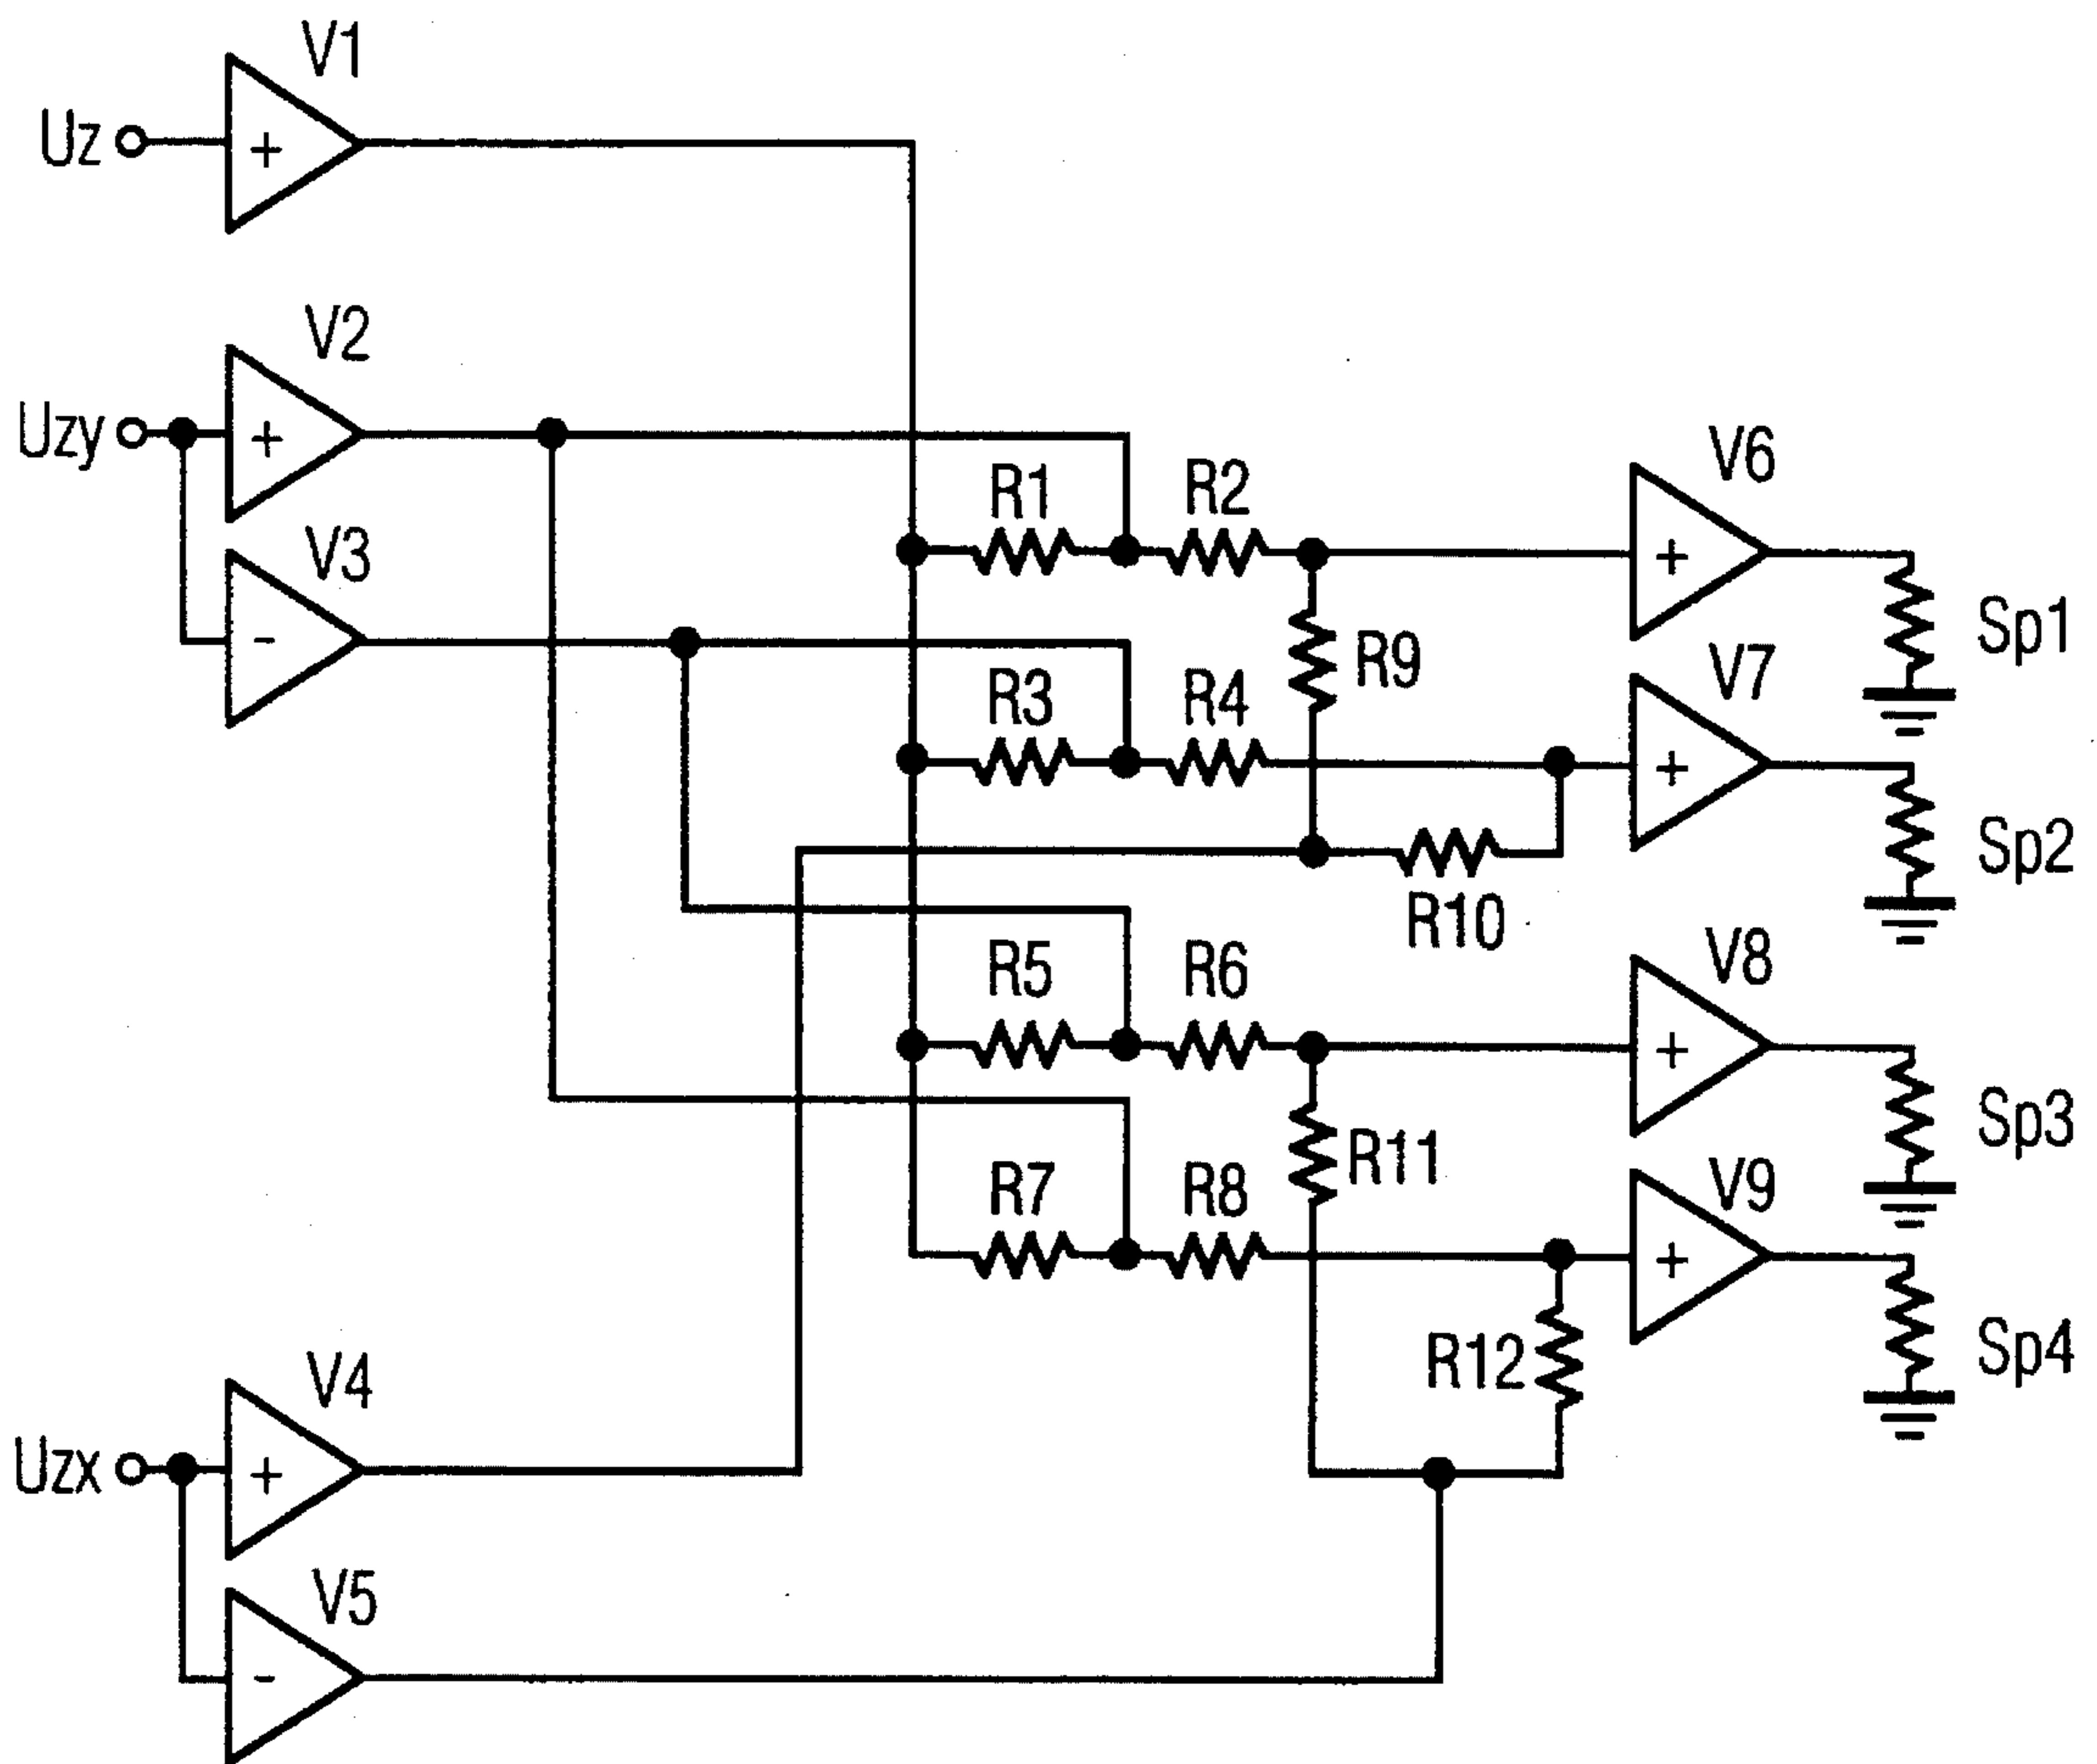 V1
Uz
+
V2
Uzy
+
V3
-
R1
R2
V6
+
Sp1
R9
R3
R4
V7
+
Sp2
R10
R5
R6
V8
+
Sp3
R11
R7
R8
V9
+
Sp4
R12
V4
Uzx
+
V5
-